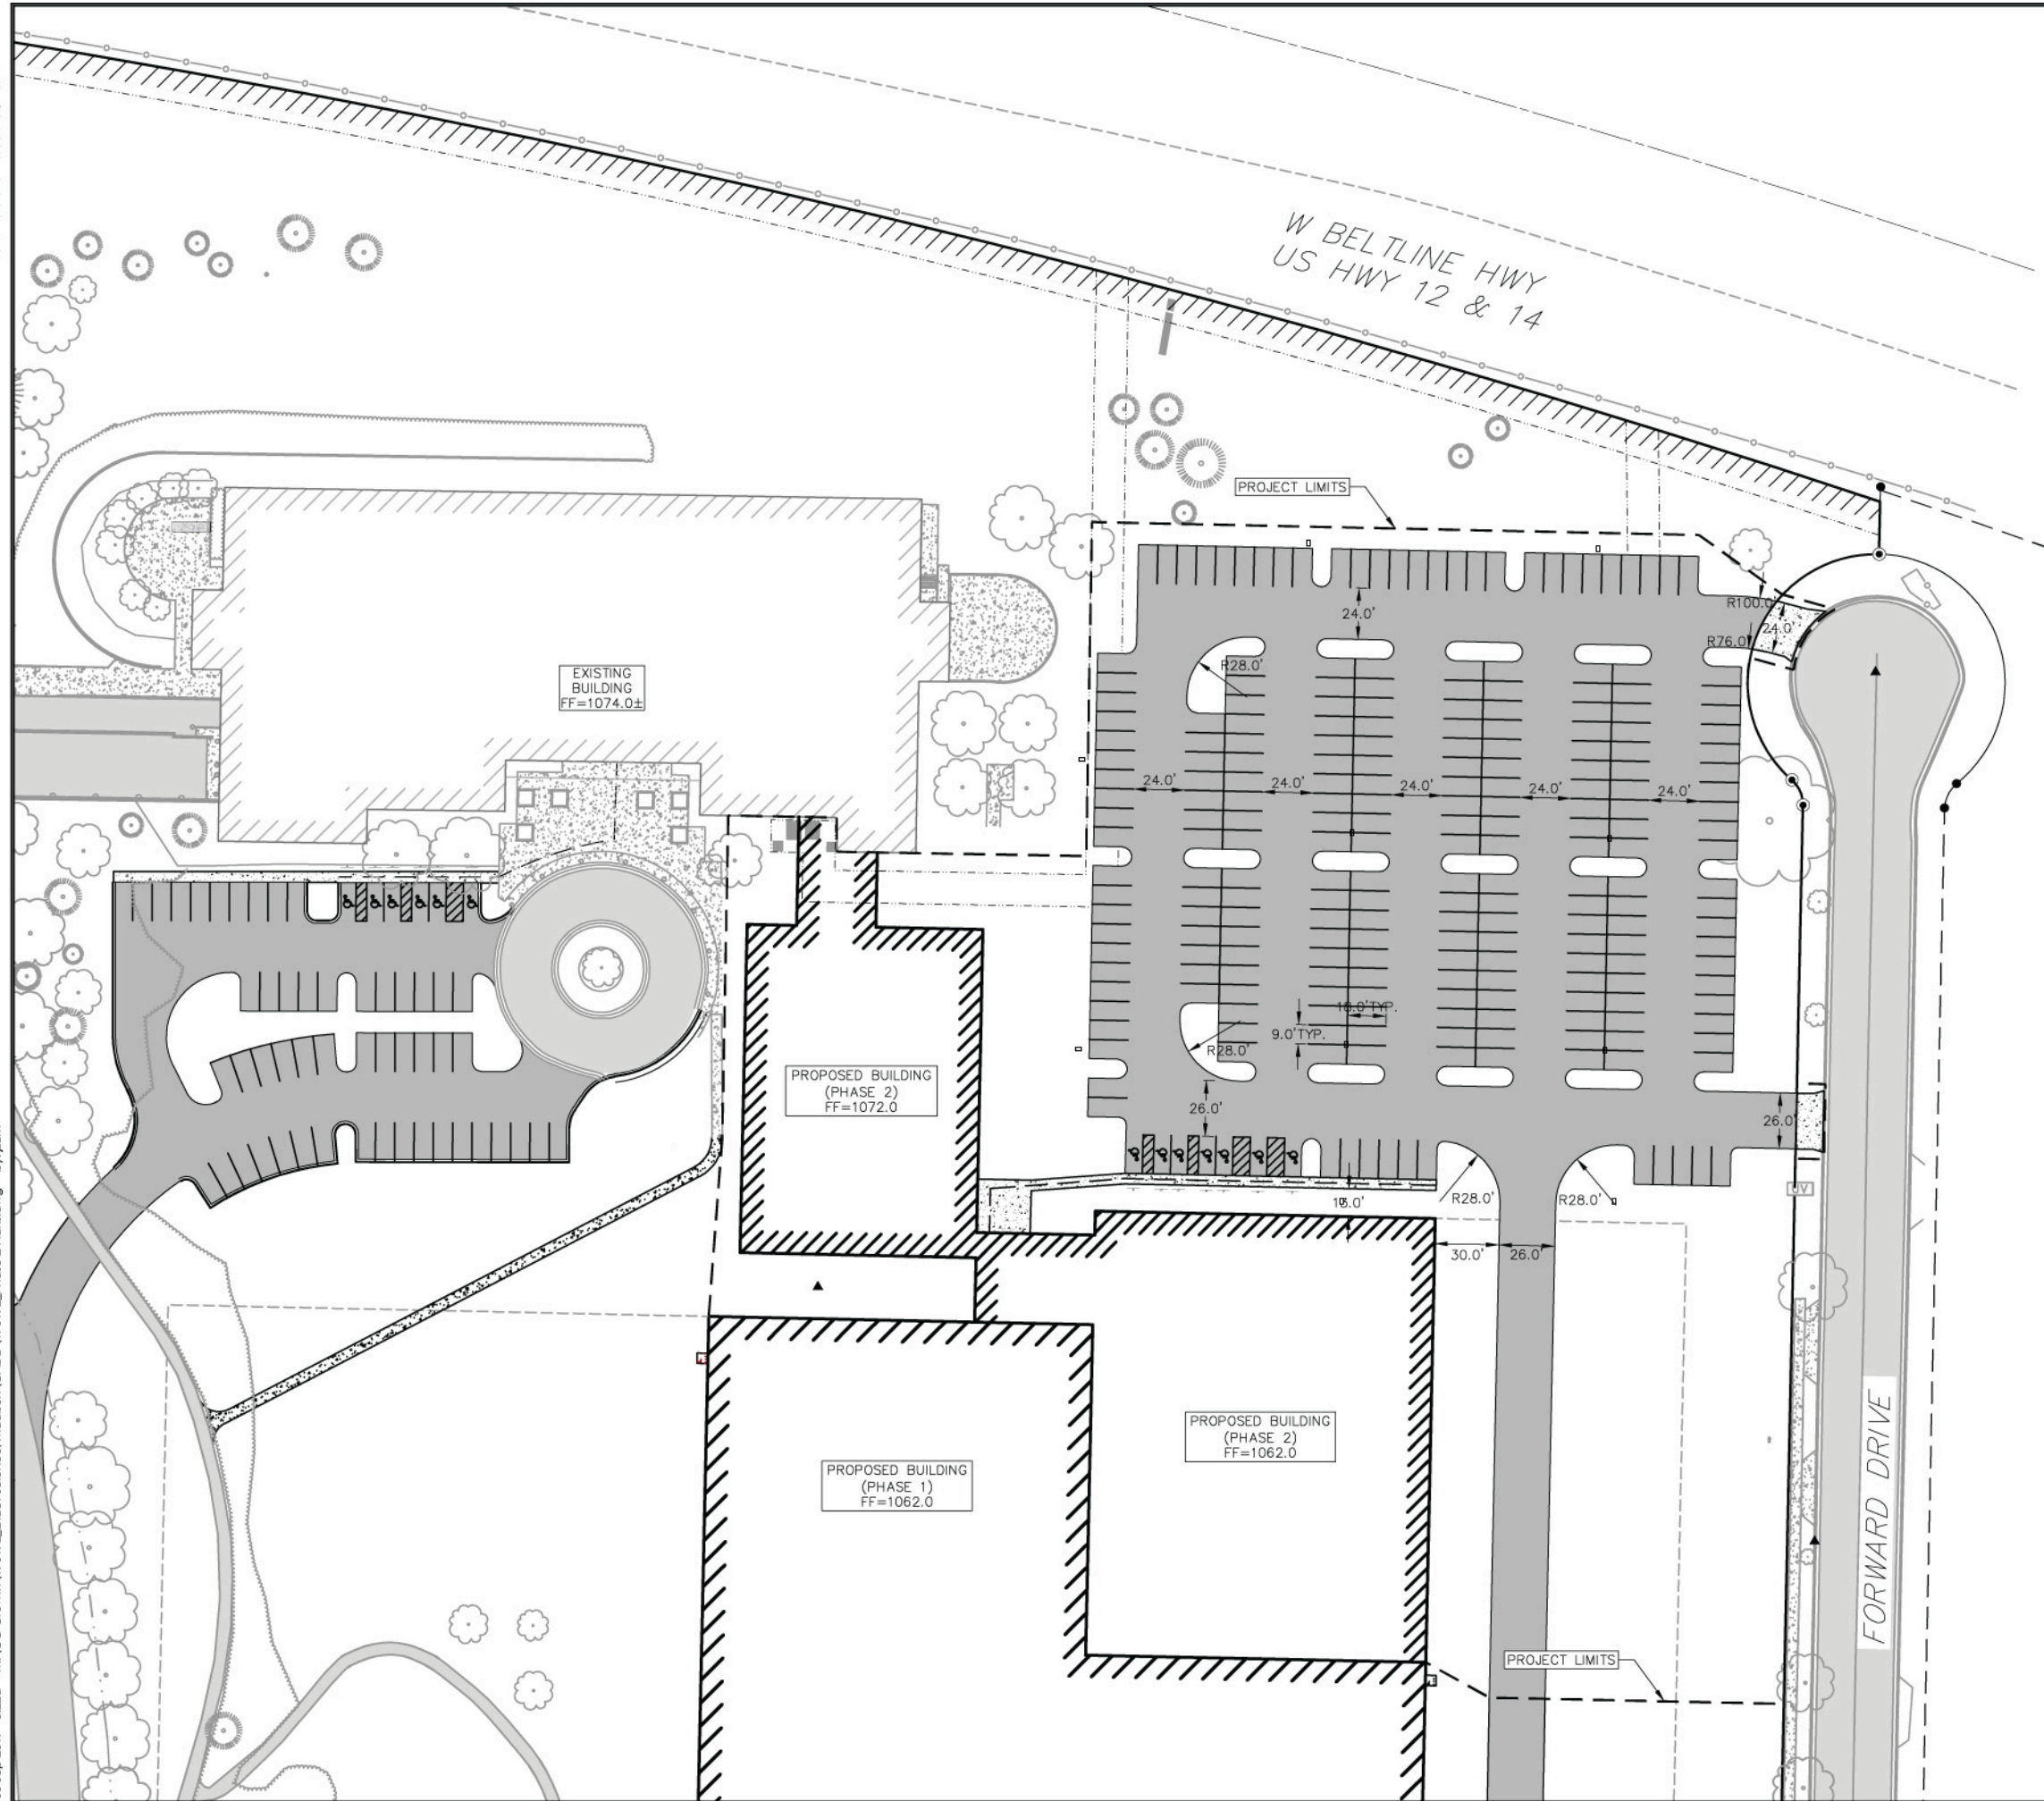 W BELTLINE HWY
US HWY 12 & 14
PROJECT LIMITS
R100.0'
24.0'
R76.0'
24.0'
R28.0'
EXISTING
BUILDING
FF=1074.0±
24.0'
24.0'
24.0'
24.0'
24.0'
18.0'TYP.
9.0'TYP.
R28.0'
PROPOSED BUILDING
(PHASE 2)
FF=1072.0
26.0'
26.0'
R28.0'
R28.0'
30.0'
26.0'
PROPOSED BUILDING
(PHASE 2)
FF=1062.0
PROPOSED BUILDING
(PHASE 1)
FF=1062.0
FORWARD DRIVE
PROJECT LIMITS